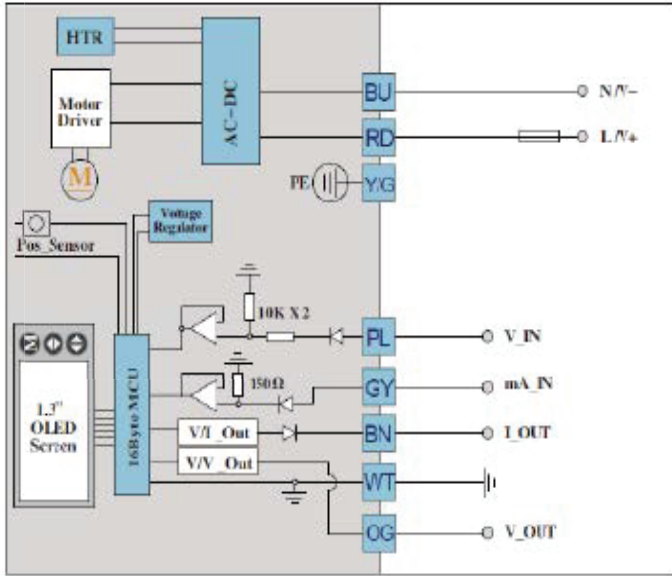 HTR
AC-DC
Motor
Driver
M
BU
N/V-
RD
L/V+
PE
Y/G
Voltage
Regulator
Pos_Sensor
10K X 2
PL
V_IN
150Ω
GY
mA_IN
M
1.3"
OLED
Screen
16Byto MCU
V/I_Out
BN
I_OUT
V/V_Out
WT
OG
V_OUT